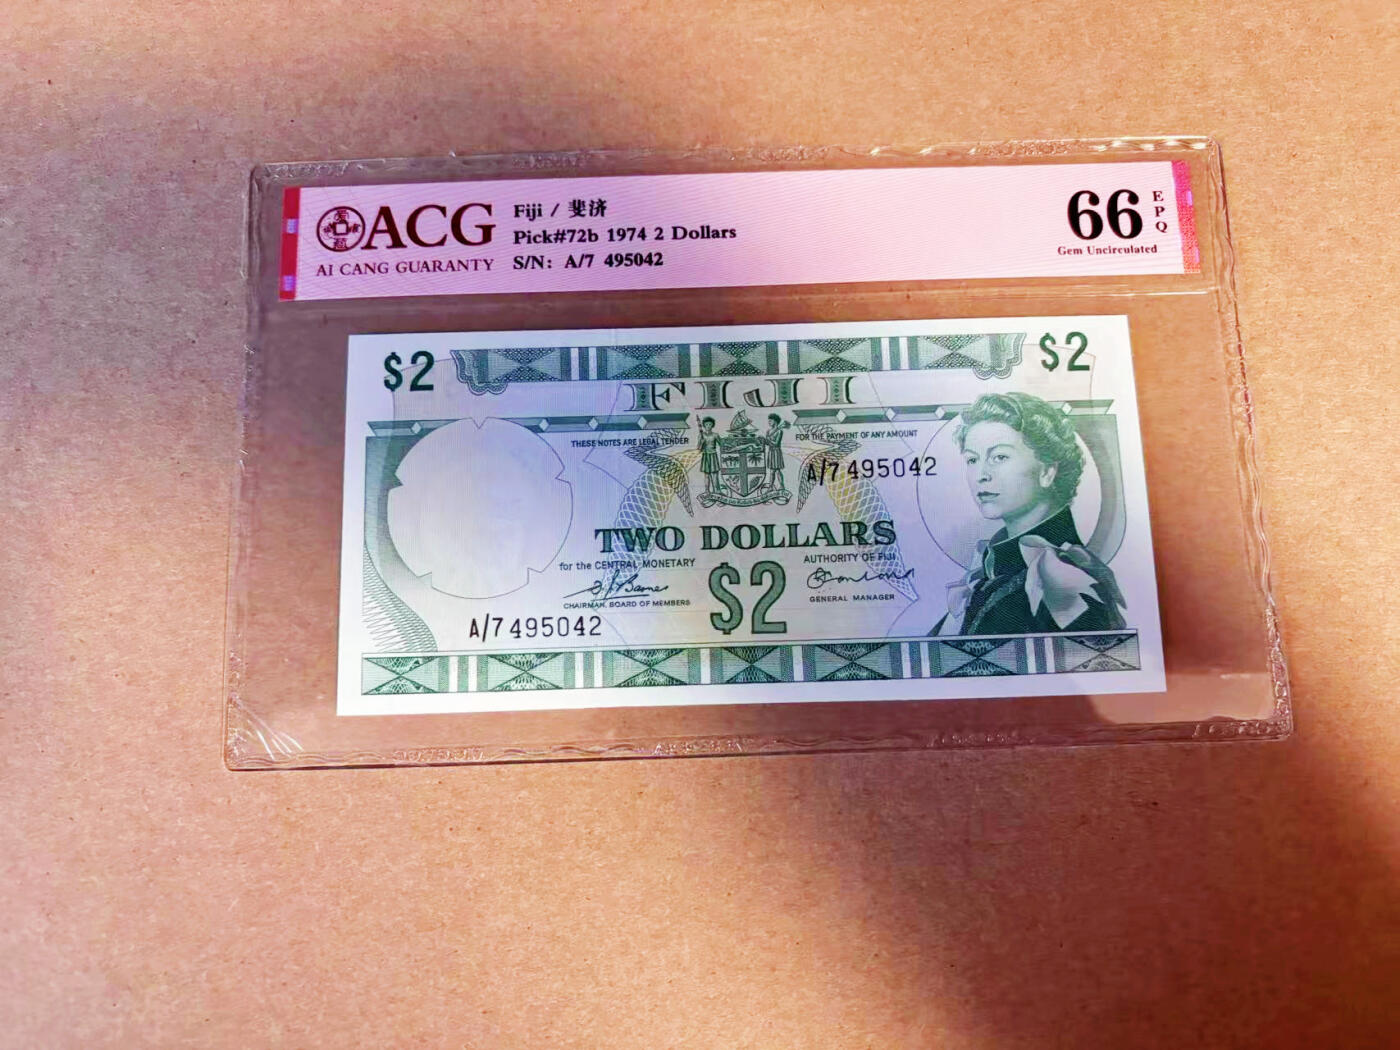 ACG
AI CANG GUARANTY
Fiji / 斐济
Pick#72b 1974 2 Dollars
S/N: A/7 495042
66
EPQ
Gem Uncirculated
$2
$2
FIJI
THESE NOTES ARE LEGAL TENDER
FOR THE PAYMENT OF ANY AMOUNT
A/7 495042
TWO DOLLARS
for the CENTRAL MONETARY
AUTHORITY OF FIJI
$2
CHAIRMAN, BOARD OF MEMBERS
GENERAL MANAGER
A/7 495042